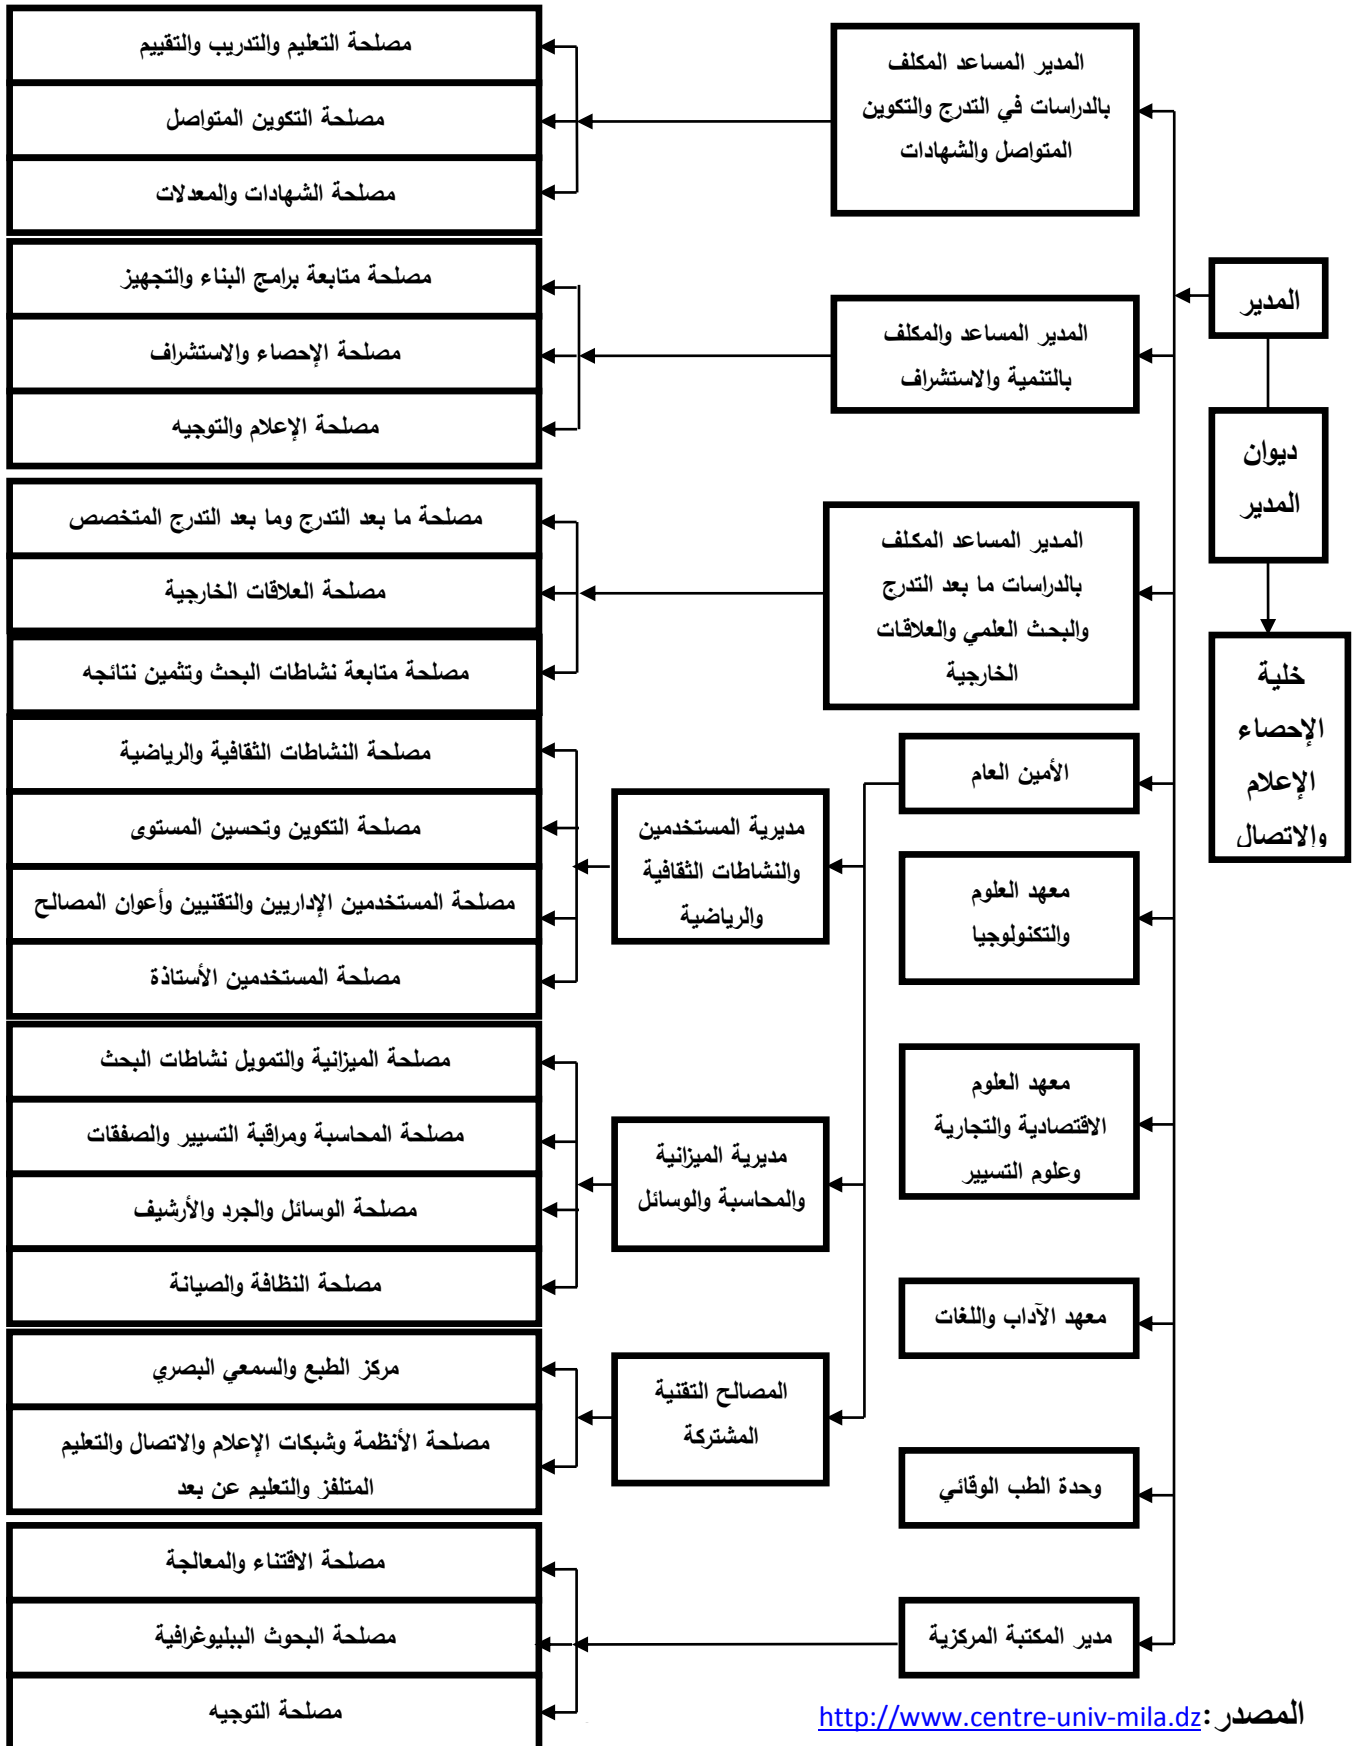 المدير
ديوان
المدير
خلية
الإحصاء
الإعلام
والاتصال
المدير المساعد المكلف
بالدراسات في التدرج والتكوين
المتواصل والشهادات
مصلحة التعليم والتدريب والتقييم
مصلحة التكوين المتواصل
مصلحة الشهادات والمعدلات
المدير المساعد والمكلف
بالتنمية والاستشراف
مصلحة متابعة برامج البناء والتجهيز
مصلحة الإحصاء والاستشراف
مصلحة الإعلام والتوجيه
المدير المساعد المكلف
بالدراسات ما بعد التدرج
والبحث العلمي والعلاقات
الخارجية
مصلحة ما بعد التدرج وما بعد التدرج المتخصص
مصلحة العلاقات الخارجية
مصلحة متابعة نشاطات البحث وتثمين نتائجه
الأمين العام
مديرية المستخدمين
والنشاطات الثقافية
والرياضية
مصلحة النشاطات الثقافية والرياضية
مصلحة التكوين وتحسين المستوى
مصلحة المستخدمين الإداريين والتقنيين وأعوان المصالح
مصلحة المستخدمين الأستاذة
مديرية الميزانية
والمحاسبة والوسائل
مصلحة الميزانية والتمويل نشاطات البحث
مصلحة المحاسبة ومراقبة التسيير والصفقات
مصلحة الوسائل والجرد والأرشيف
مصلحة النظافة والصيانة
المصالح التقنية
المشتركة
مركز الطبع والسمعي البصري
مصلحة الأنظمة وشبكات الإعلام والاتصال والتعليم
المتلفز والتعليم عن بعد
معهد العلوم
والتكنولوجيا
معهد العلوم
الاقتصادية والتجارية
وعلوم التسيير
معهد الآداب واللغات
وحدة الطب الوقائي
مدير المكتبة المركزية
مصلحة الاقتناء والمعالجة
مصلحة البحوث الببليوغرافية
مصلحة التوجيه
المصدر:http://www.centre-univ-mila.dz